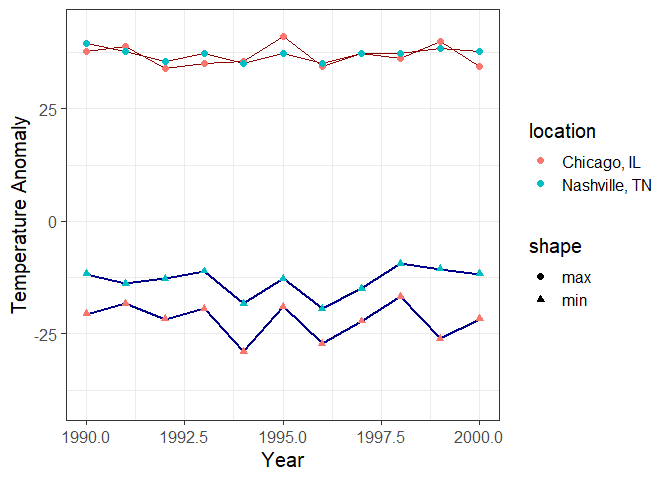 25
0
-25
Temperature Anomaly
1990.0 1992.5 1995.0 1997.5 2000.0
Year
location
Chicago, IL
Nashville, TN
shape
max
min